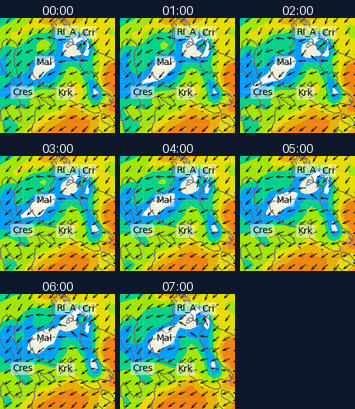 00:00 01:00 02:00
RI_A Cri RI_A Cri RI_A Cri
Mal Mal Mal
Cres Krk Cres Krk Cres Krk
03:00 04:00 05:00
RI_A Cri RI_A Cri RI_A Cri
Mal Mal Mal
Cres Krk Cres Krk Cres Krk
06:00 07:00
RI_A Cri RI_A Cri
Mal Mal
Cres Krk Cres Krk